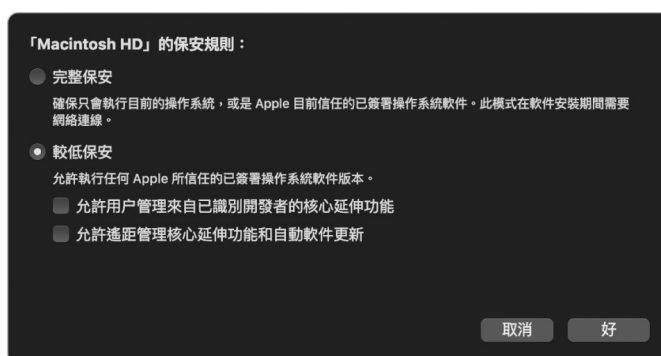 「Macintosh HD」的保安規則：
完整保安
確保只會執行目前的操作系統，或是 Apple 目前信任的已簽署操作系統軟件。此模式在軟件安裝期間需要
網絡連線。
較低保安
允許執行任何 Apple 所信任的已簽署操作系統軟件版本。
允許用户管理來自已識別開發者的核心延伸功能
允許遙距管理核心延伸功能和自動軟件更新
取消
好